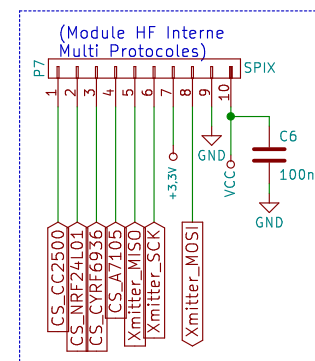 (Module HF Interne
Multi Protocoles)
P7
SPIX
1
2
3
4
5
6
7
8
9
10
C6
100n
GND
GND
+3,3V
VCC
CS_CC2500
CS_NRF24L01
CS_CYRF6936
CS_A7105
Xmitter_MISO
Xmitter_SCK
Xmitter_MOSI